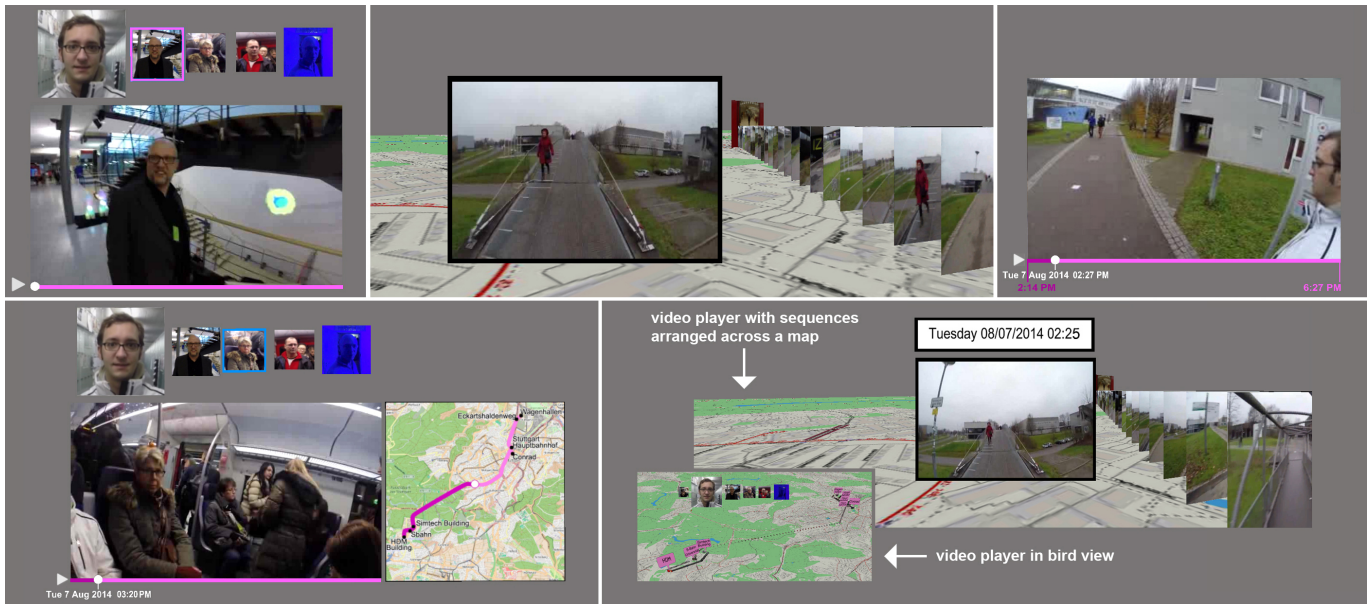 Tue 7 Aug 2014 02:27 PM
2:14 PM
6:27 PM
Eckartshaldenweg
Wagenhallen
Stuttgart
Hauptbahnhof
Conrad
Simtech Building
Sbahn
HDM
Building
Tue 7 Aug 2014 03:20PM
video player with sequences
arranged across a map
Tuesday 08/07/2014 02:25
HDM
video player in bird view